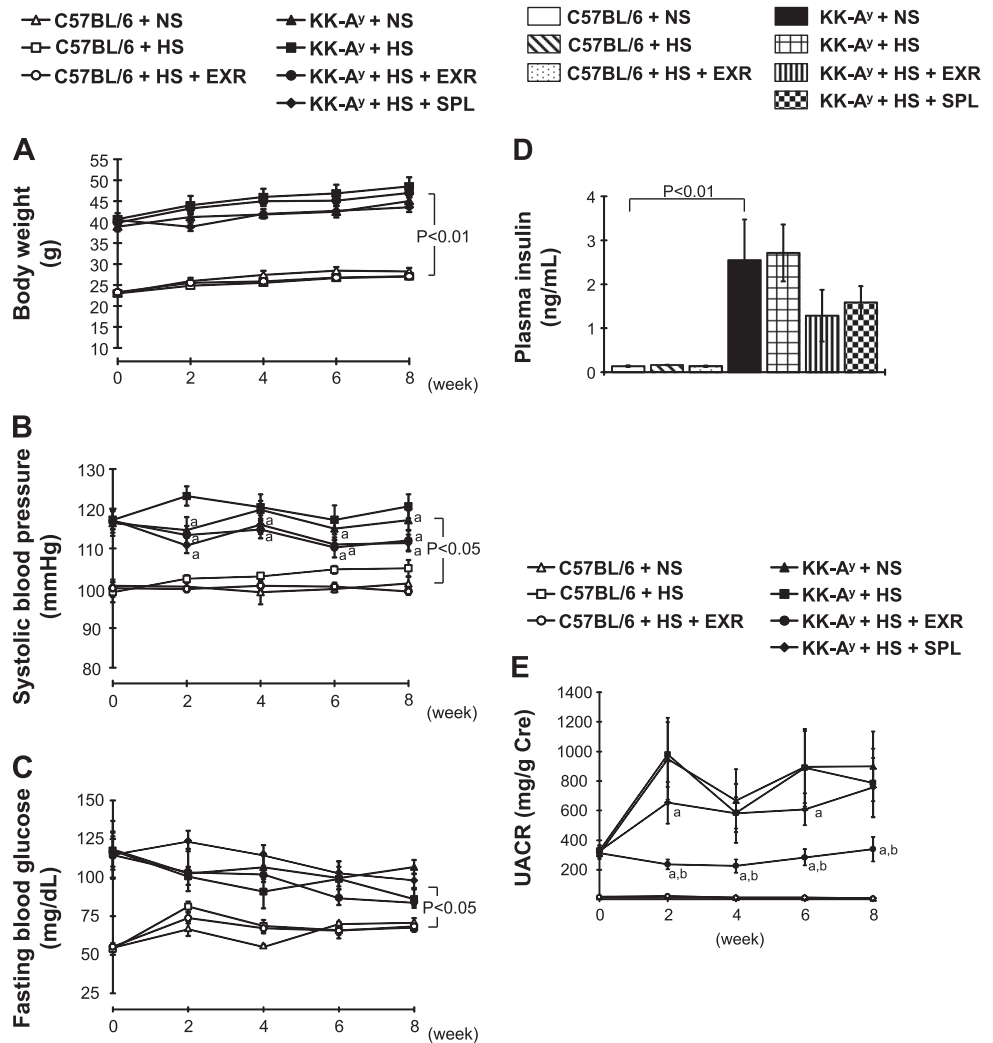 C57BL/6 + NS
C57BL/6 + HS
C57BL/6 + HS + EXR
KK-Aʸ + NS
KK-Aʸ + HS
KK-Aʸ + HS + EXR
KK-Aʸ + HS + SPL
C57BL/6 + NS
C57BL/6 + HS
C57BL/6 + HS + EXR
KK-Aʸ + NS
KK-Aʸ + HS
KK-Aʸ + HS + EXR
KK-Aʸ + HS + SPL
A
Body weight
(g)
55
50
45
40
35
30
25
20
15
10
P<0.01
0 2 4 6 8 (week)
B
Systolic blood pressure
(mmHg)
130
120
110
100
90
80
a a a a
a a a a
a a a a
P<0.05
0 2 4 6 8 (week)
C
Fasting blood glucose
(mg/dL)
150
125
100
75
50
25
P<0.05
0 2 4 6 8 (week)
D
Plasma insulin
(ng/mL)
4
3
2
1
0
P<0.01
C57BL/6 + NS
C57BL/6 + HS
C57BL/6 + HS + EXR
KK-Aʸ + NS
KK-Aʸ + HS
KK-Aʸ + HS + EXR
KK-Aʸ + HS + SPL
E
UACR (mg/g Cre)
1400
1200
1000
800
600
400
200
a a
a,b a,b a,b a,b
0 2 4 6 8
(week)